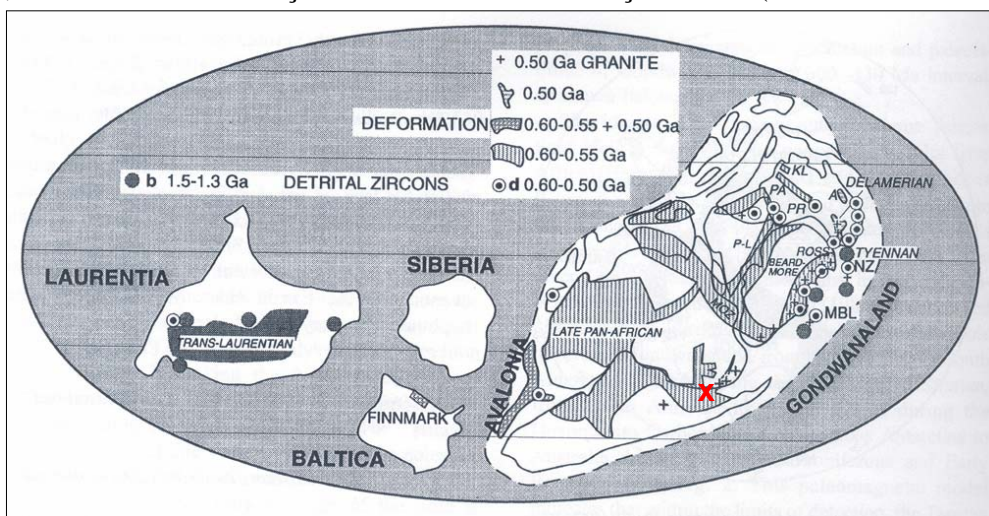 + 0.50 Ga GRANITE
0.50 Ga
DEFORMATION
0.60-0.55 + 0.50 Ga
0.60-0.55 Ga
b 1.5-1.3 Ga DETRITAL ZIRCONS
d 0.60-0.50 Ga
KL
DELAMERIAN
PA
A
PR
P-L
ROSS
TYENNAN
BEARD-
MORE
NZ
LAURENTIA
SIBERIA
MOZ
MBL
TRANS-LAURENTIAN
LATE PAN-AFRICAN
AVALONIA
GONDWANALAND
X
FINNMARK
BALTICA